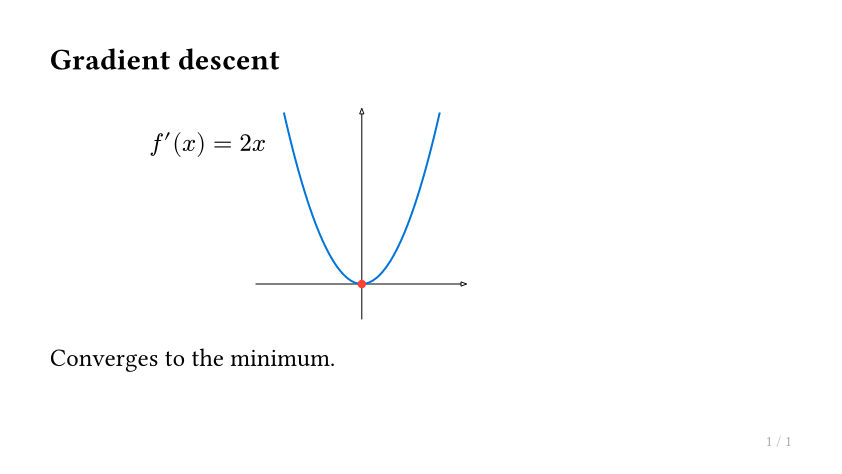 Gradient descent
f′(x) = 2x
Converges to the minimum.
1 / 1